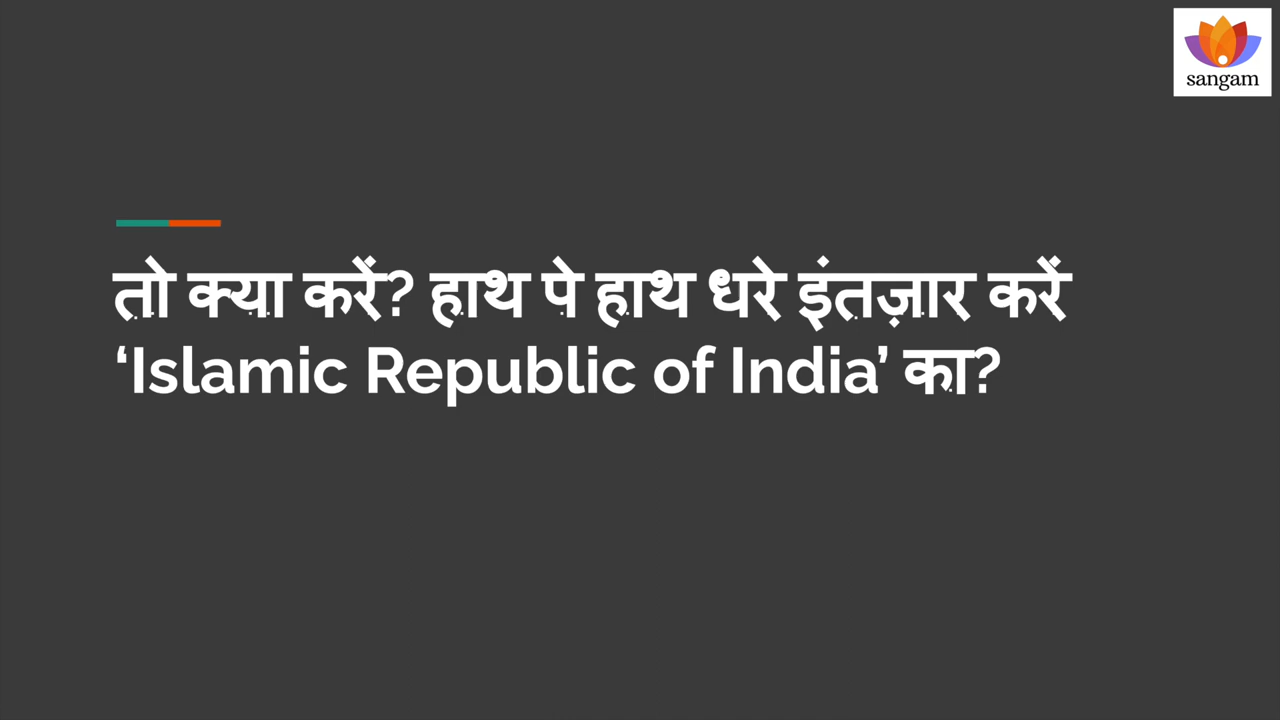 sangam
तो क्या करें? हाथ पे हाथ धरे इंतज़ार करें
‘Islamic Republic of India’ का?